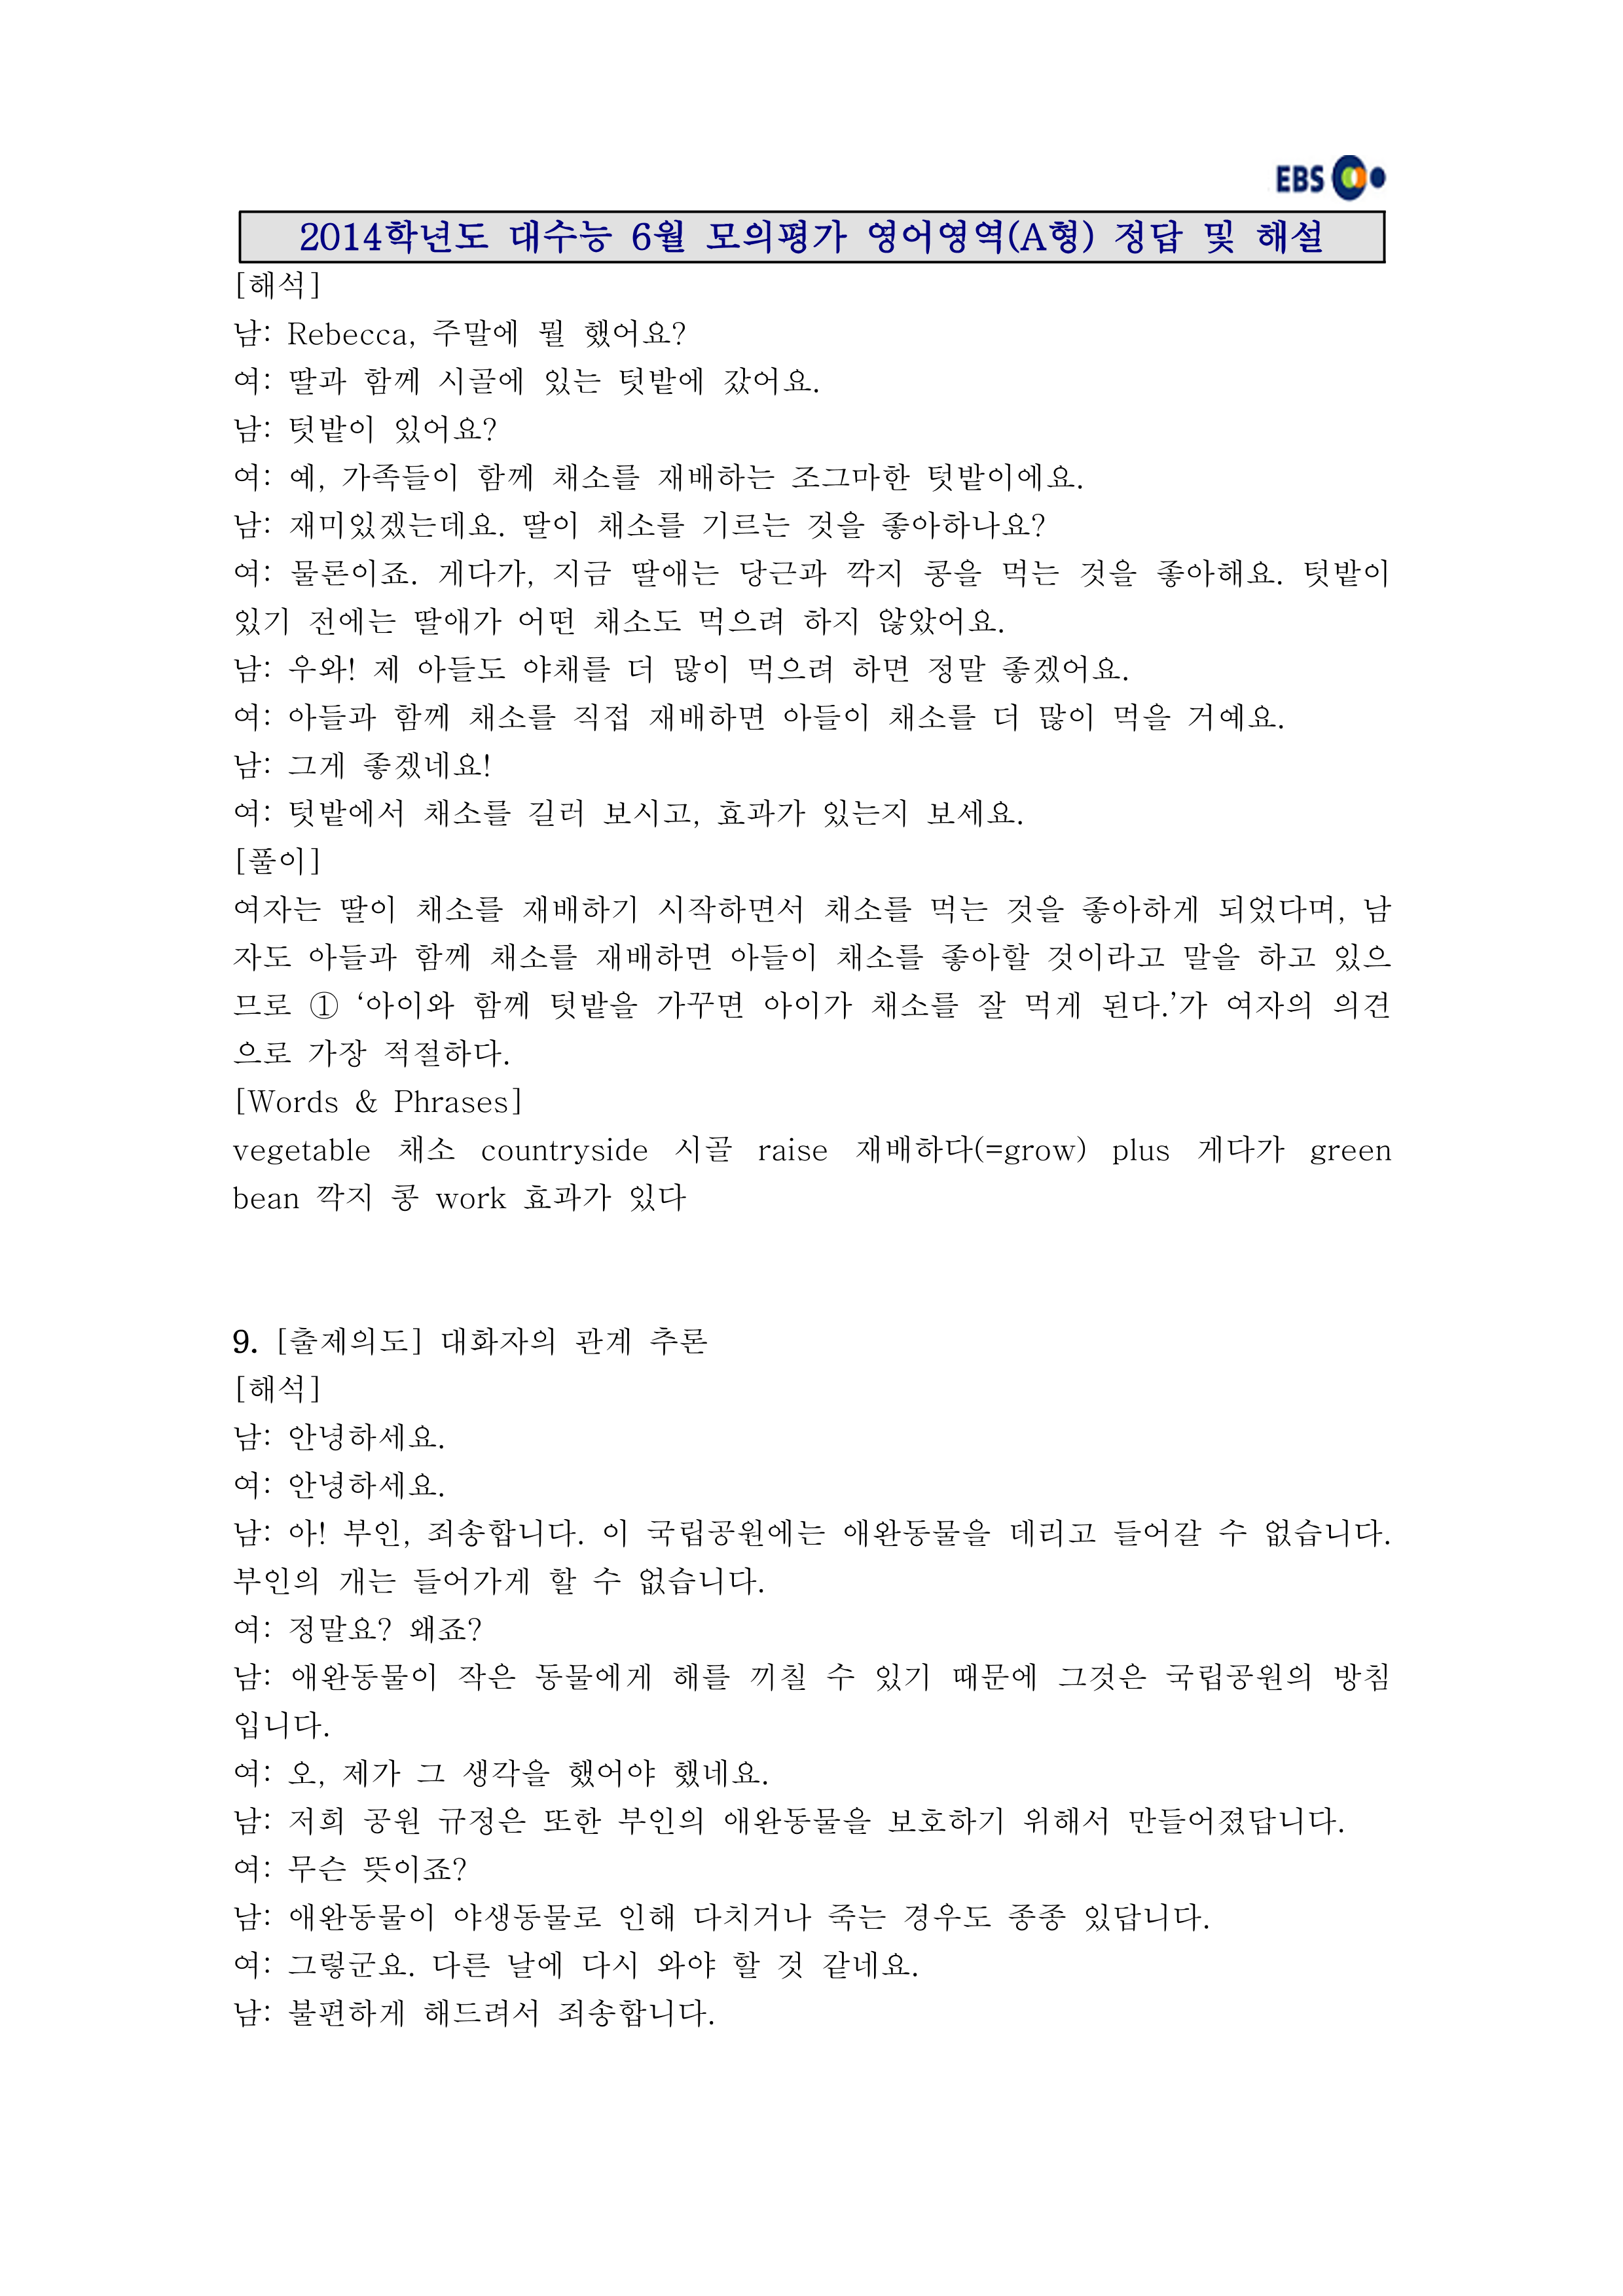 EBS
2014학년도 대수능 6월 모의평가 영어영역(A형) 정답 및 해설
[해석]
남: Rebecca, 주말에 뭘 했어요?
여: 딸과 함께 시골에 있는 텃밭에 갔어요.
남: 텃밭이 있어요?
여: 예, 가족들이 함께 채소를 재배하는 조그마한 텃밭이에요.
남: 재미있겠는데요. 딸이 채소를 기르는 것을 좋아하나요?
여: 물론이죠. 게다가, 지금 딸애는 당근과 깍지 콩을 먹는 것을 좋아해요. 텃밭이
있기 전에는 딸애가 어떤 채소도 먹으려 하지 않았어요.
남: 우와! 제 아들도 야채를 더 많이 먹으려 하면 정말 좋겠어요.
여: 아들과 함께 채소를 직접 재배하면 아들이 채소를 더 많이 먹을 거예요.
남: 그게 좋겠네요!
여: 텃밭에서 채소를 길러 보시고, 효과가 있는지 보세요.
[풀이]
여자는 딸이 채소를 재배하기 시작하면서 채소를 먹는 것을 좋아하게 되었다며, 남
자도 아들과 함께 채소를 재배하면 아들이 채소를 좋아할 것이라고 말을 하고 있으
므로 ① ‘아이와 함께 텃밭을 가꾸면 아이가 채소를 잘 먹게 된다.’가 여자의 의견
으로 가장 적절하다.
[Words & Phrases]
vegetable 채소 countryside 시골 raise 재배하다(=grow) plus 게다가 green
bean 깍지 콩 work 효과가 있다
9. [출제의도] 대화자의 관계 추론
[해석]
남: 안녕하세요.
여: 안녕하세요.
남: 아! 부인, 죄송합니다. 이 국립공원에는 애완동물을 데리고 들어갈 수 없습니다.
부인의 개는 들어가게 할 수 없습니다.
여: 정말요? 왜죠?
남: 애완동물이 작은 동물에게 해를 끼칠 수 있기 때문에 그것은 국립공원의 방침
입니다.
여: 오, 제가 그 생각을 했어야 했네요.
남: 저희 공원 규정은 또한 부인의 애완동물을 보호하기 위해서 만들어졌답니다.
여: 무슨 뜻이죠?
남: 애완동물이 야생동물로 인해 다치거나 죽는 경우도 종종 있답니다.
여: 그렇군요. 다른 날에 다시 와야 할 것 같네요.
남: 불편하게 해드려서 죄송합니다.